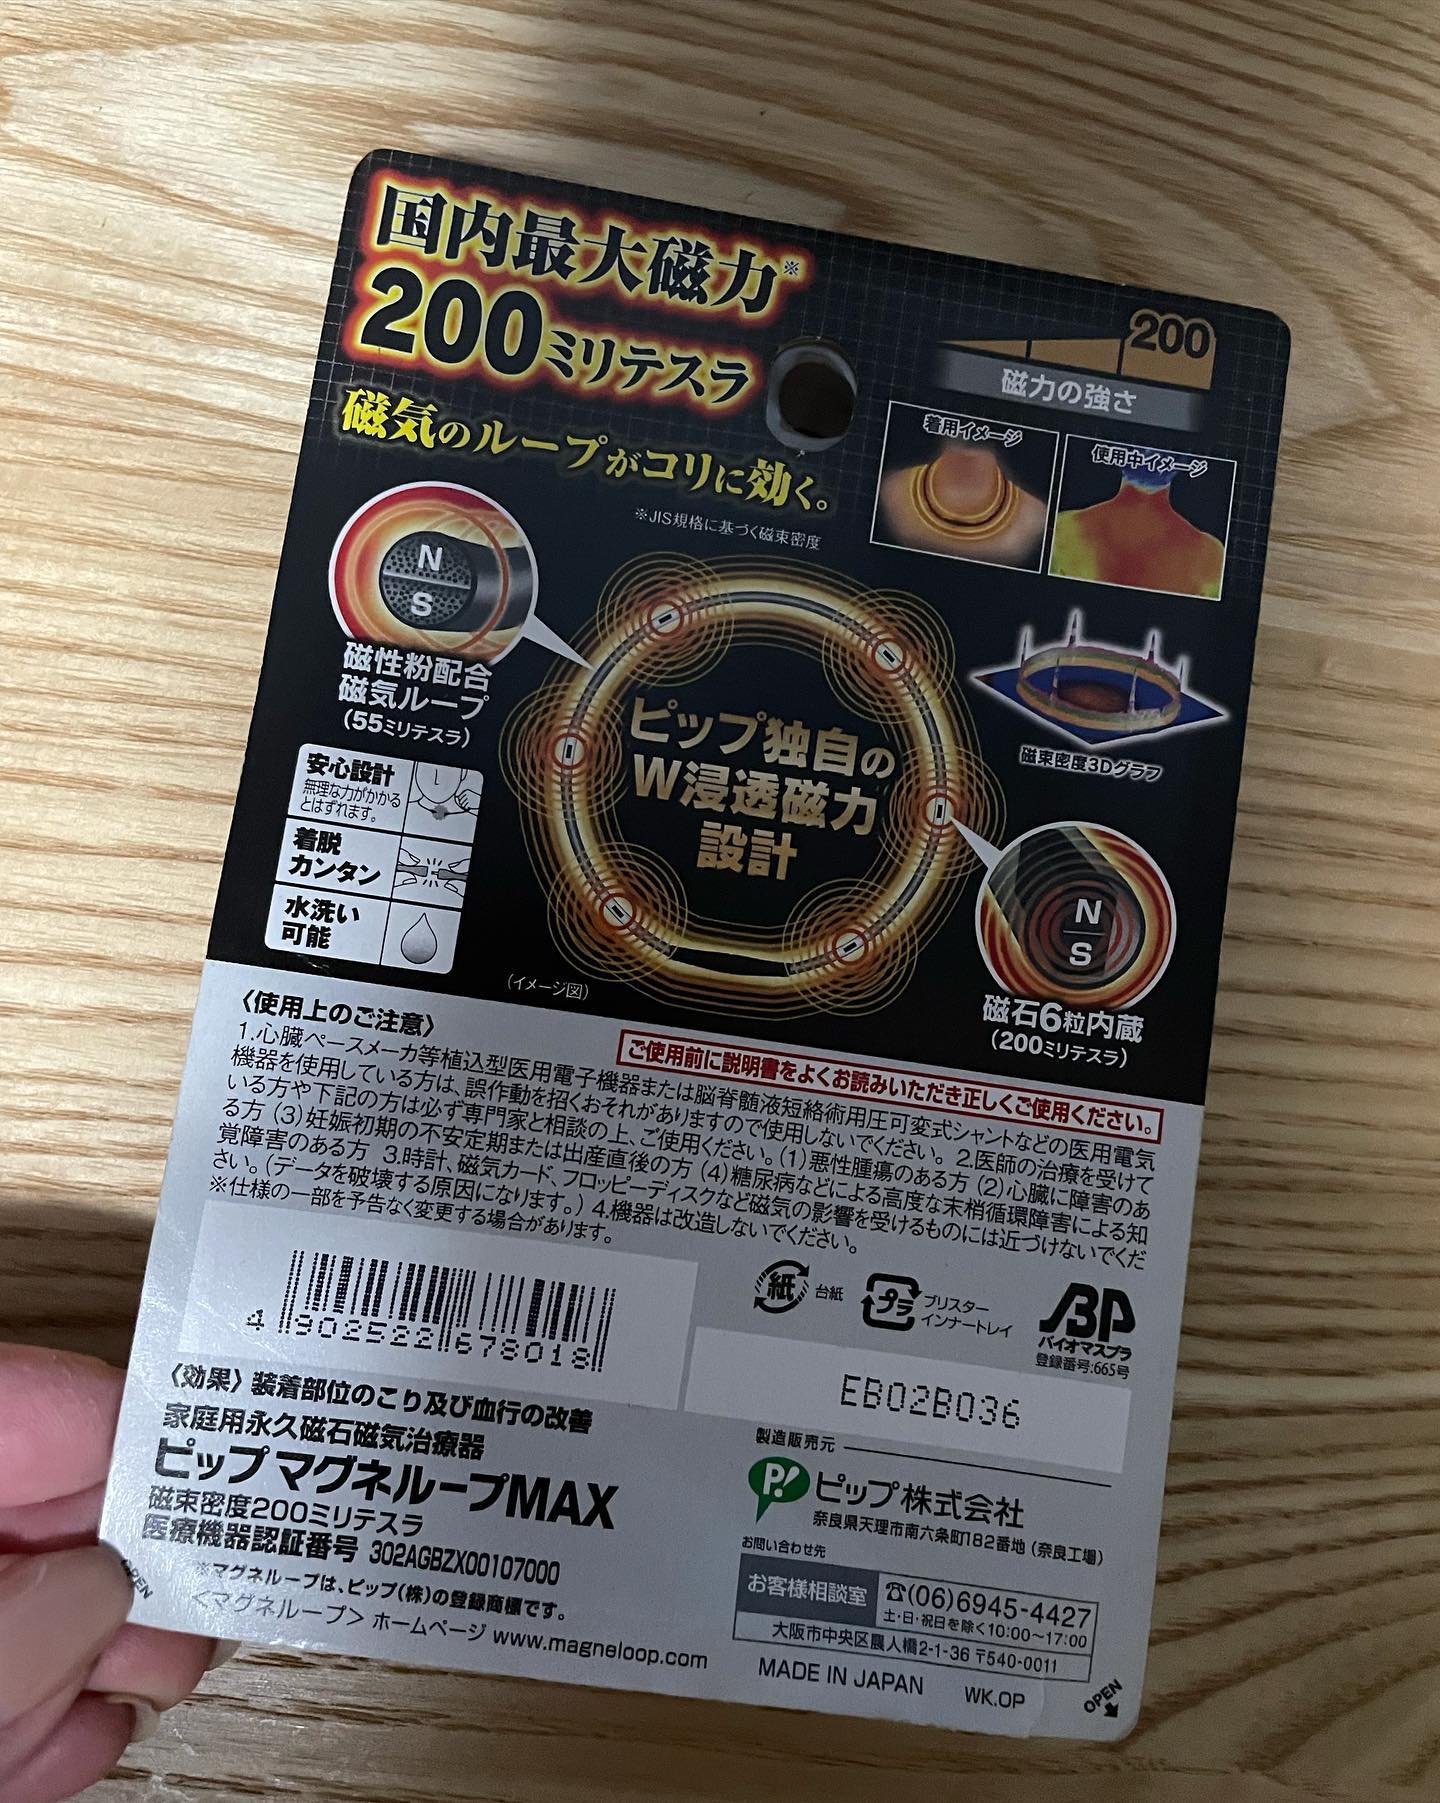 国内最大磁力※
200ミリテスラ
磁気のループがコリに効く。
※JIS規格に基づく磁束密度
200
磁力の強さ
着用イメージ
使用中イメージ
N
S
磁性粉配合
磁気ループ
(55ミリテスラ)
ピップ独自の
W浸透磁力
設計
磁束密度3Dグラフ
安心設計
無理な力がかかる
とはずれます。
着脱
カンタン
水洗い
可能
(イメージ図)
N
S
磁石6粒内蔵
(200ミリテスラ)
〈使用上のご注意〉
ご使用前に説明書をよくお読みいただき正しくご使用ください。
1.心臓ペースメーカ等植込型医用電子機器または脳脊髄液短絡術用圧可変式シャントなどの医用電気
機器を使用している方は、誤作動を招くおそれがありますので使用しないでください。 2.医師の治療を受けて
いる方や下記の方は必ず専門家と相談の上、ご使用ください。(1)悪性腫瘍のある方 (2)心臓に障害のあ
る方 (3)妊娠初期の不安定期または出産直後の方 (4)糖尿病などによる高度な末梢循環障害による知
覚障害のある方 3.時計、磁気カード、フロッピーディスクなど磁気の影響を受けるものには近づけないでくだ
さい。(データを破壊する原因になります。) 4.機器は改造しないでください。
※仕様の一部を予告なく変更する場合があります。
4 902522 678018
紙
台紙
プラ
ブリスター
インナートレイ
BP
バイオマスプラ
登録番号:665号
EB02B036
〈効果〉装着部位のこり及び血行の改善
家庭用永久磁石磁気治療器
ピップ マグネループMAX
磁束密度200ミリテスラ
医療機器認証番号 302AGBZX00107000
※マグネループは、ピップ(株)の登録商標です。
<マグネループ> ホームページ www.magneloop.com
製造販売元
P!
ピップ株式会社
奈良県天理市南六条町182番地 (奈良工場)
お問い合わせ先
お客様相談室
☎(06)6945-4427
土・日・祝日を除く10:00~17:00
大阪市中央区農人橋2-1-36 〒540-0011
MADE IN JAPAN
WK.OP
OPEN
OPEN